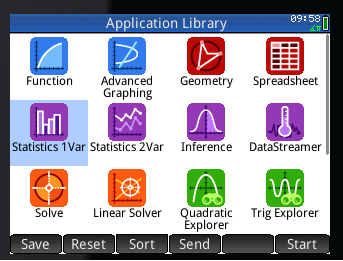 Application Library
09:58
∡π
Function
Advanced
Graphing
Geometry
Spreadsheet
Statistics 1Var
Statistics 2Var
Inference
DataStreamer
Solve
Linear Solver
Quadratic
Explorer
Trig Explorer
Save Reset Sort Send Start